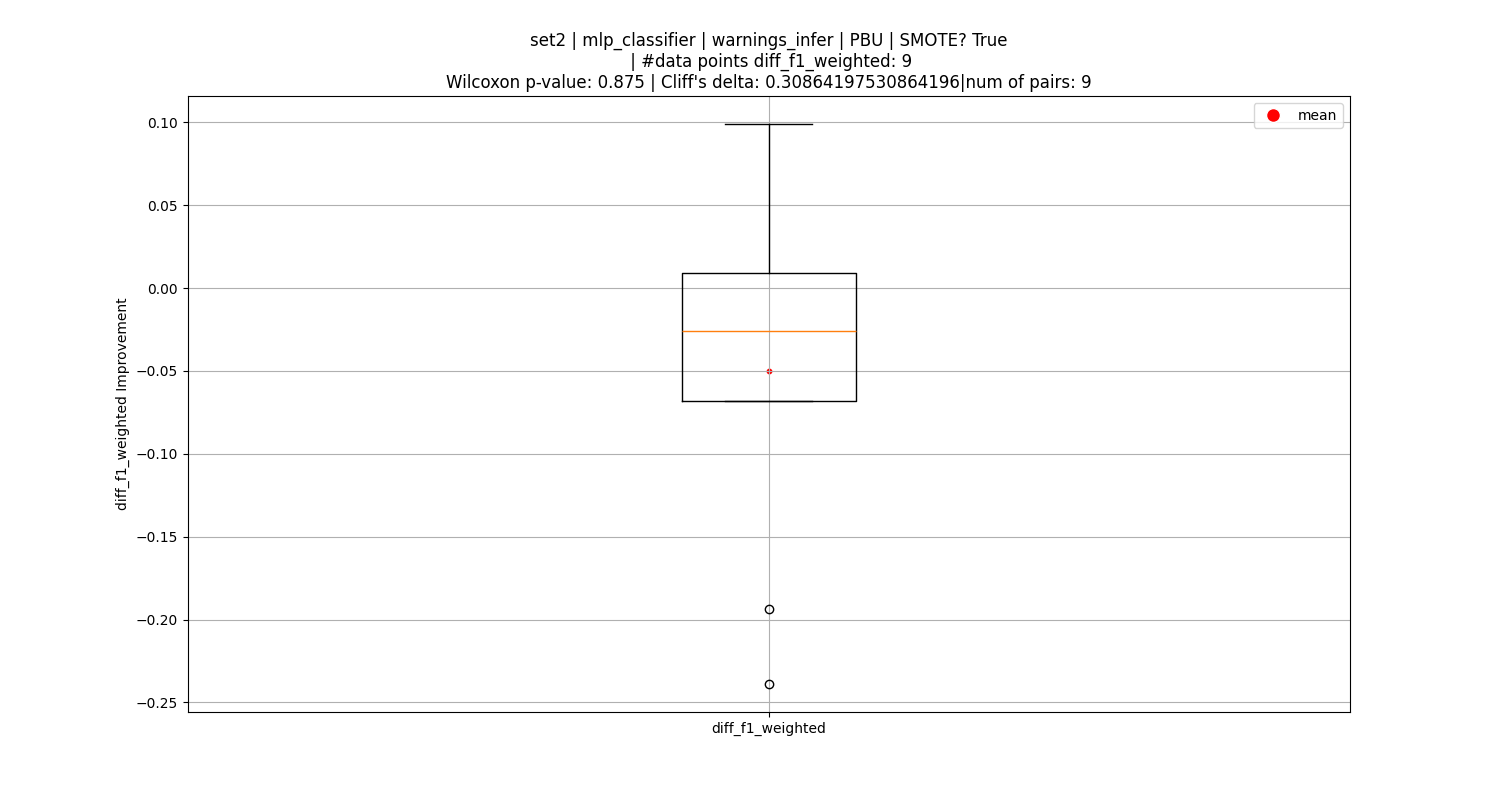 set2 | mlp_classifier | warnings_infer | PBU | SMOTE? True
| #data points diff_f1_weighted: 9
Wilcoxon p-value: 0.875 | Cliff's delta: 0.30864197530864196|num of pairs: 9
mean
0.10
0.05
0.00
−0.05
−0.10
−0.15
−0.20
−0.25
diff_f1_weighted Improvement
diff_f1_weighted